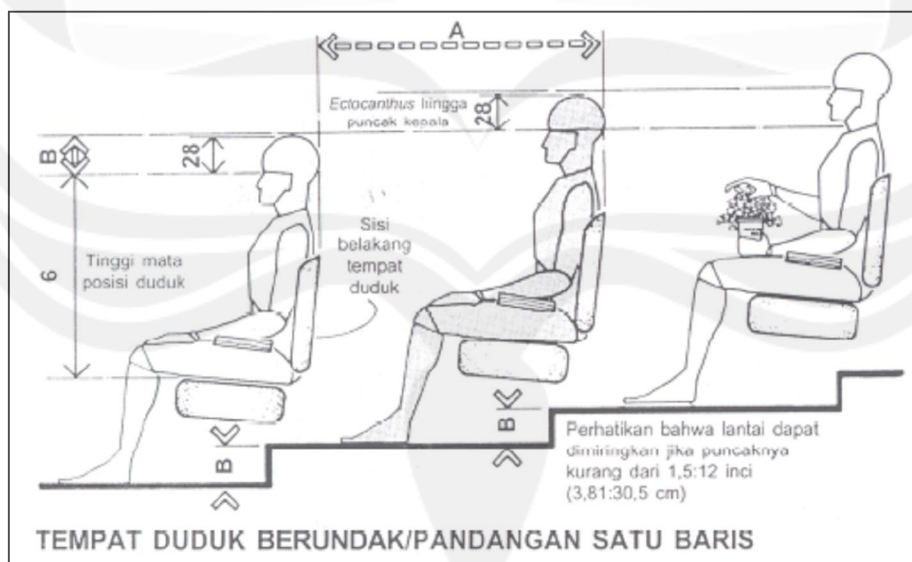 A
Ectocanthus hingga
puncak kepala
28
B
28
6
Tinggi mata
posisi duduk
Sisi
belakang
tempat
duduk
B
B
Perhatikan bahwa lantai dapat
dimiringkan jika puncaknya
kurang dari 1,5:12 inci
(3,81:30,5 cm)
TEMPAT DUDUK BERUNDAK/PANDANGAN SATU BARIS